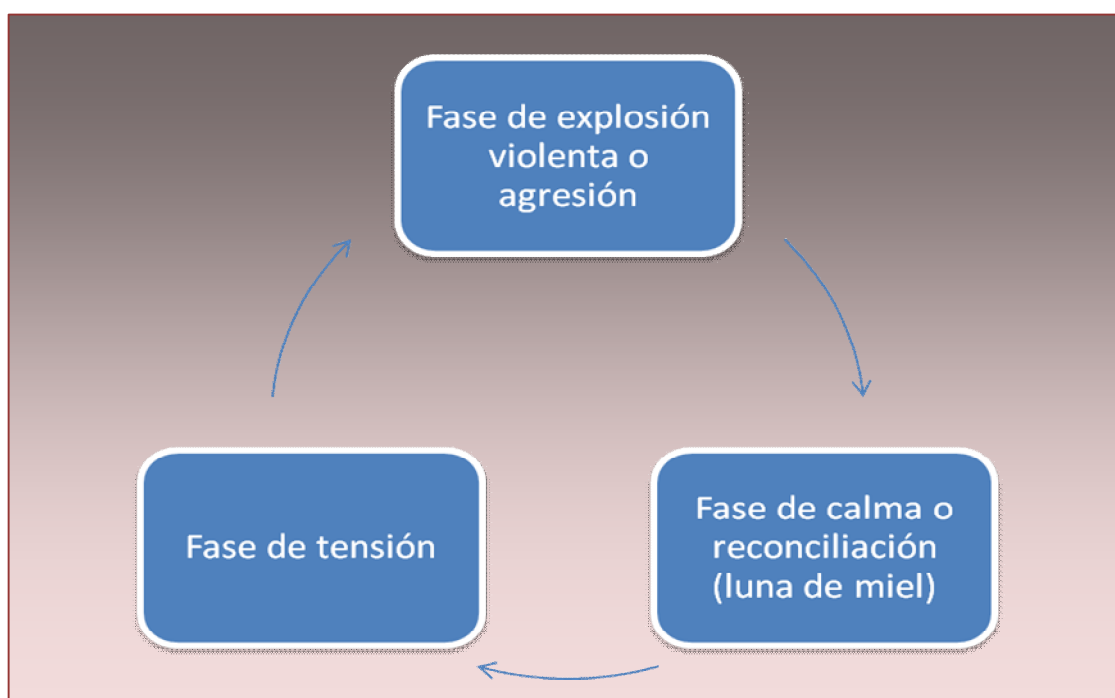 Fase de explosión
violenta o
agresión
Fase de tensión
Fase de calma o
reconciliación
(luna de miel)